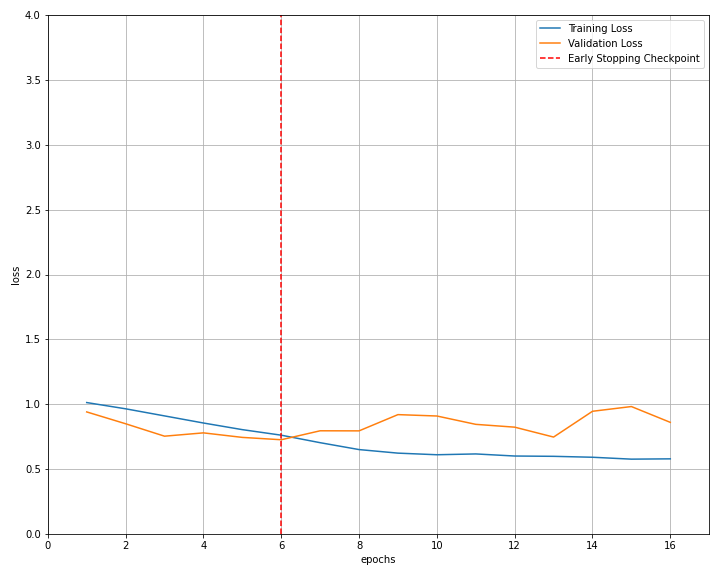 Training Loss
Validation Loss
Early Stopping Checkpoint
4.0
3.5
3.0
2.5
2.0
1.5
1.0
0.5
0.0
loss
0 2 4 6 8 10 12 14 16
epochs